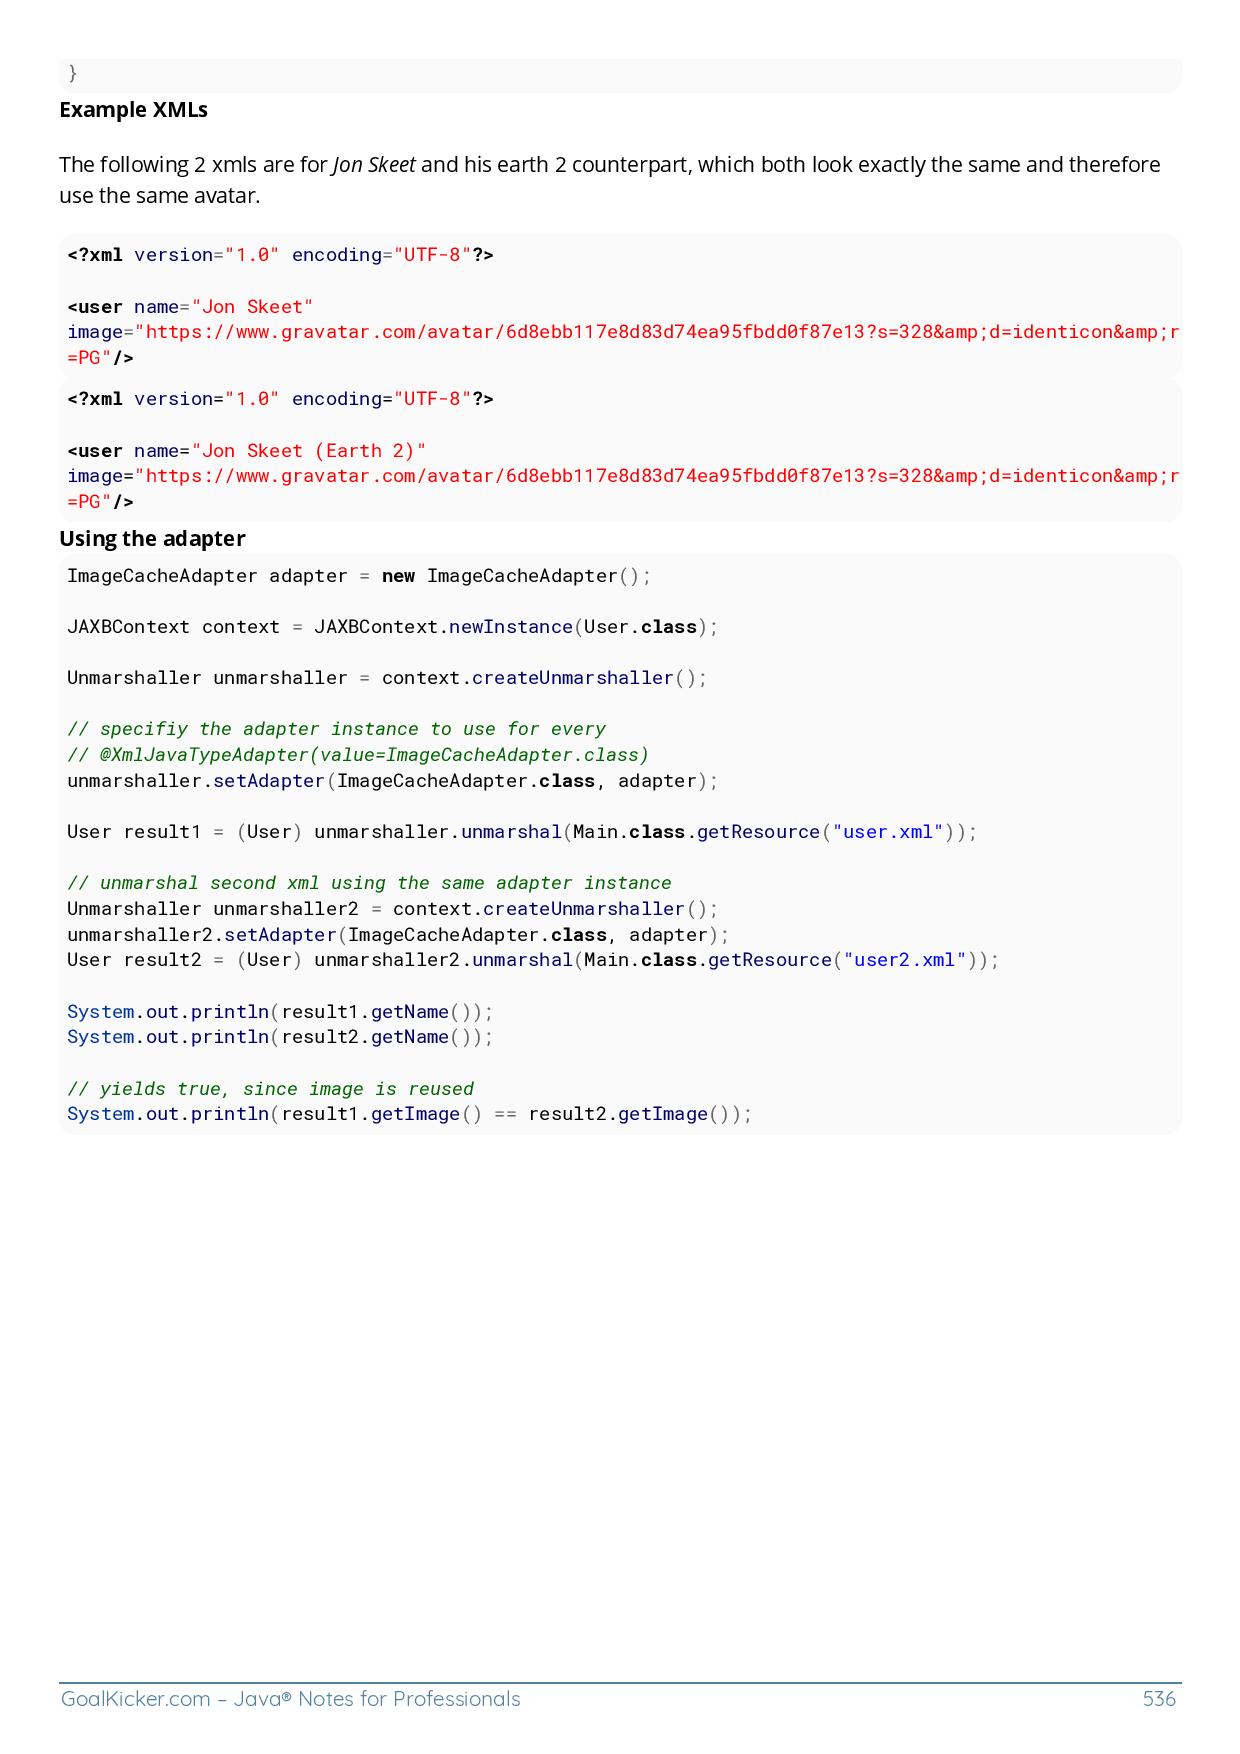 }
Example XMLs
The following 2 xmls are for Jon Skeet and his earth 2 counterpart, which both look exactly the same and therefore
use the same avatar.
<?xml version="1.0" encoding="UTF-8"?>
<user name="Jon Skeet"
image="https://www.gravatar.com/avatar/6d8ebb117e8d83d74ea95fbdd0f87e13?s=328&amp;d=identicon&amp;r
=PG"/>
<?xml version="1.0" encoding="UTF-8"?>
<user name="Jon Skeet (Earth 2)"
image="https://www.gravatar.com/avatar/6d8ebb117e8d83d74ea95fbdd0f87e13?s=328&amp;d=identicon&amp;r
=PG"/>
Using the adapter
ImageCacheAdapter adapter = new ImageCacheAdapter();
JAXBContext context = JAXBContext.newInstance(User.class);
Unmarshaller unmarshaller = context.createUnmarshaller();
// specifiy the adapter instance to use for every
// @XmlJavaTypeAdapter(value=ImageCacheAdapter.class)
unmarshaller.setAdapter(ImageCacheAdapter.class, adapter);
User result1 = (User) unmarshaller.unmarshal(Main.class.getResource("user.xml"));
// unmarshal second xml using the same adapter instance
Unmarshaller unmarshaller2 = context.createUnmarshaller();
unmarshaller2.setAdapter(ImageCacheAdapter.class, adapter);
User result2 = (User) unmarshaller2.unmarshal(Main.class.getResource("user2.xml"));
System.out.println(result1.getName());
System.out.println(result2.getName());
// yields true, since image is reused
System.out.println(result1.getImage() == result2.getImage());
GoalKicker.com – Java® Notes for Professionals 536